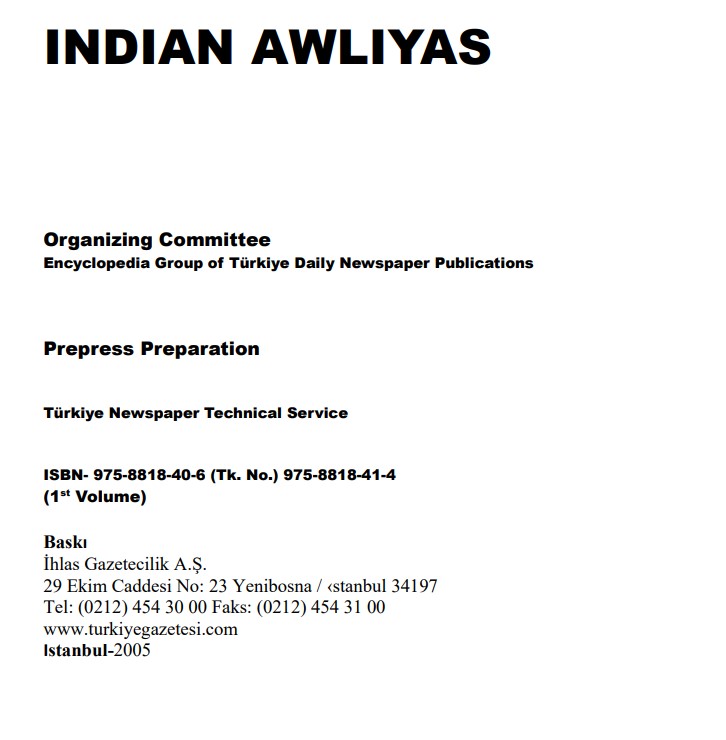 INDIAN AWLIYAS
Organizing Committee
Encyclopedia Group of Türkiye Daily Newspaper Publications
Prepress Preparation
Türkiye Newspaper Technical Service
ISBN- 975-8818-40-6 (Tk. No.) 975-8818-41-4
(1st Volume)
Baskı
İhlas Gazetecilik A.Ş.
29 Ekim Caddesi No: 23 Yenibosna / ‹stanbul 34197
Tel: (0212) 454 30 00 Faks: (0212) 454 31 00
www.turkiyegazetesi.com
Istanbul-2005